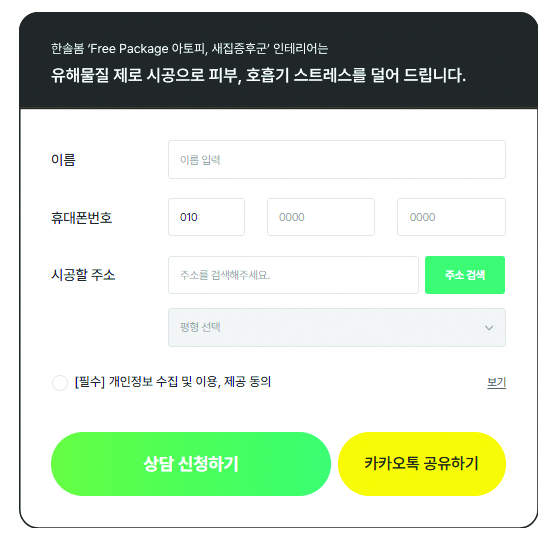 한솔봄 ‘Free Package 아토피, 새집증후군’ 인테리어는
유해물질 제로 시공으로 피부, 호흡기 스트레스를 덜어 드립니다.
이름
이름 입력
휴대폰번호
010
0000
0000
시공할 주소
주소를 검색해주세요.
주소 검색
평형 선택
[필수] 개인정보 수집 및 이용, 제공 동의
보기
상담 신청하기
카카오톡 공유하기